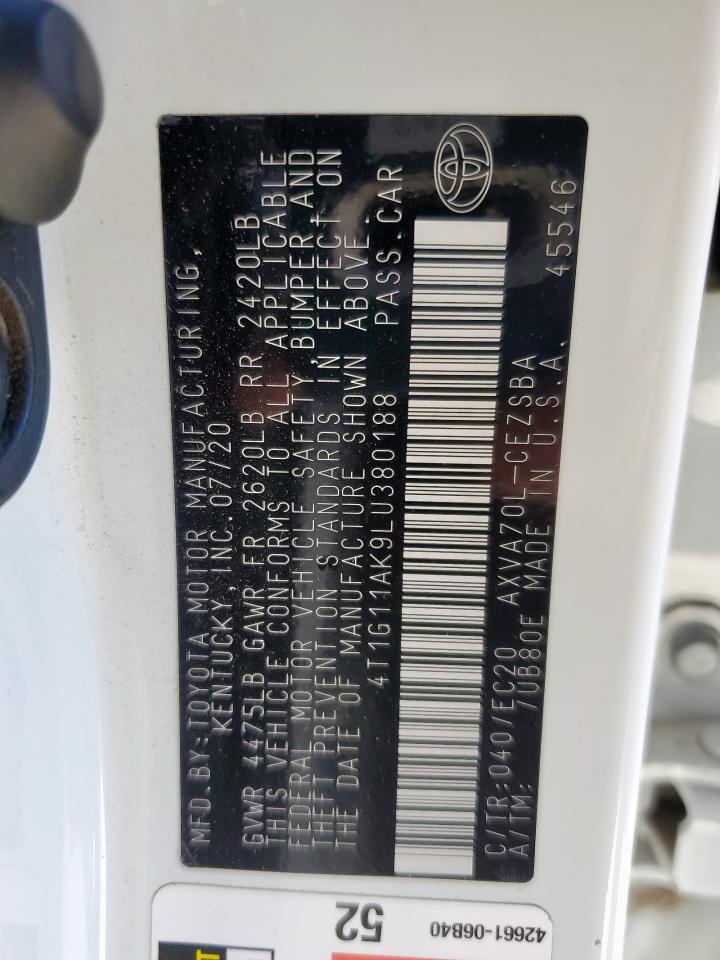 MFD.BY:TOYOTA MOTOR MANUFACTURING,
KENTUCKY, INC. 07/20
GVWR 4475LB GAWR FR 2620LB RR 2420LB
THIS VEHICLE CONFORMS TO ALL APPLICABLE
FEDERAL MOTOR VEHICLE SAFETY, BUMPER AND
THEFT PREVENTION STANDARDS IN EFFECT ON
THE DATE OF MANUFACTURE SHOWN ABOVE.
4T1G11AK9LU380188 PASS.CAR
C/TR:040/EC20 AXVA70L-CEZSBA
A/TM: /UB80E MADE IN U.S.A. 45546
52
42661-06B40